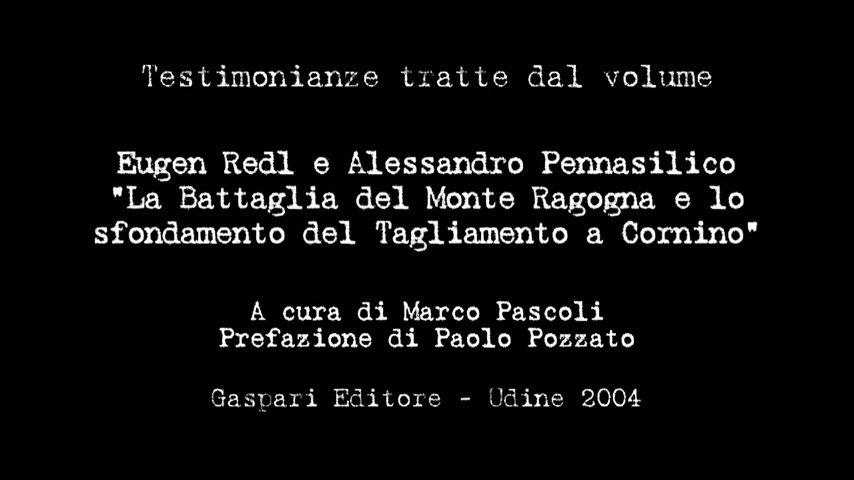 Testimonianze tratte dal volume
Eugen Redl e Alessandro Pennasilico
"La Battaglia del Monte Ragogna e lo
sfondamento del Tagliamento a Cornino"
A cura di Marco Pascoli
Prefazione di Paolo Pozzato
Gaspari Editore - Udine 2004